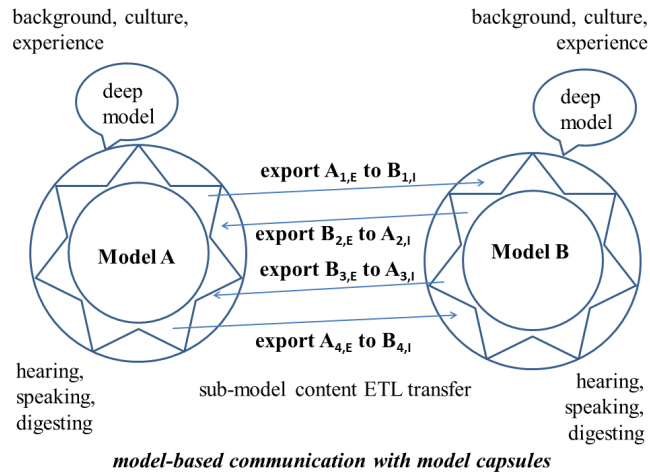 background, culture,
experience
background, culture,
experience
deep
model
deep
model
export A1,E to B1,I
export B2,E to A2,I
Model A
Model B
export B3,E to A3,I
export A4,E to B4,I
hearing,
speaking,
digesting
sub-model content ETL transfer
hearing,
speaking,
digesting
model-based communication with model capsules